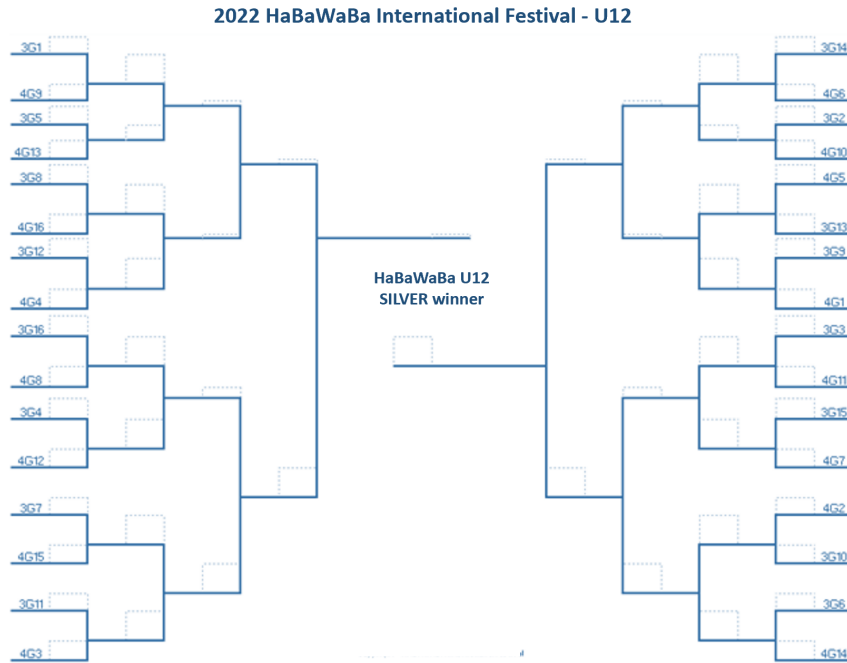 2022 HaBaWaBa International Festival - U12
3G1
4G9
3G5
4G13
3G8
4G16
3G12
4G4
3G16
4G8
3G4
4G12
3G7
4G15
3G11
4G3
HaBaWaBa U12
SILVER winner
3G14
4G6
3G2
4G10
4G5
3G13
3G9
4G1
3G3
4G11
3G15
4G7
4G2
3G10
3G6
4G14